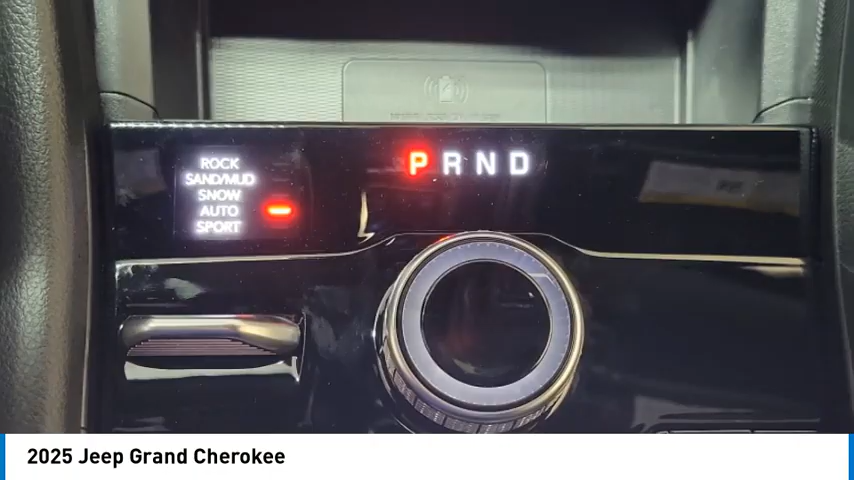 ROCK
SAND/MUD
SNOW
AUTO
SPORT
P R N D
2025 Jeep Grand Cherokee